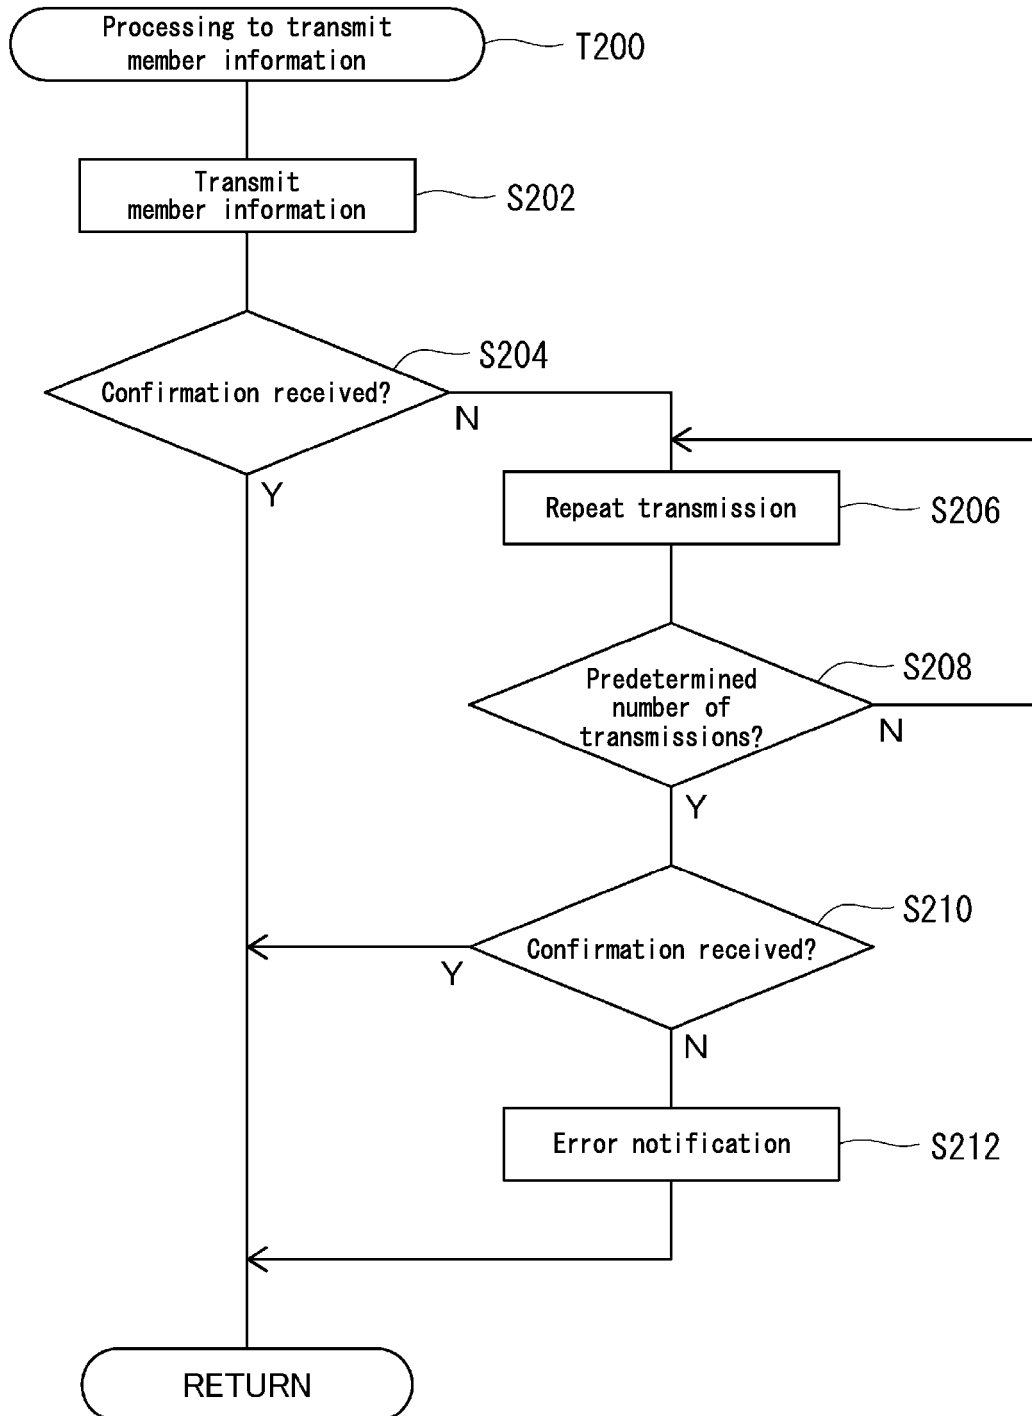 Processing to transmit
member information
T200
Transmit
member information
S202
Confirmation received?
S204
N
Y
Repeat transmission
S206
Predetermined
number of
transmissions?
S208
N
Y
Confirmation received?
S210
Y
N
Error notification
S212
RETURN